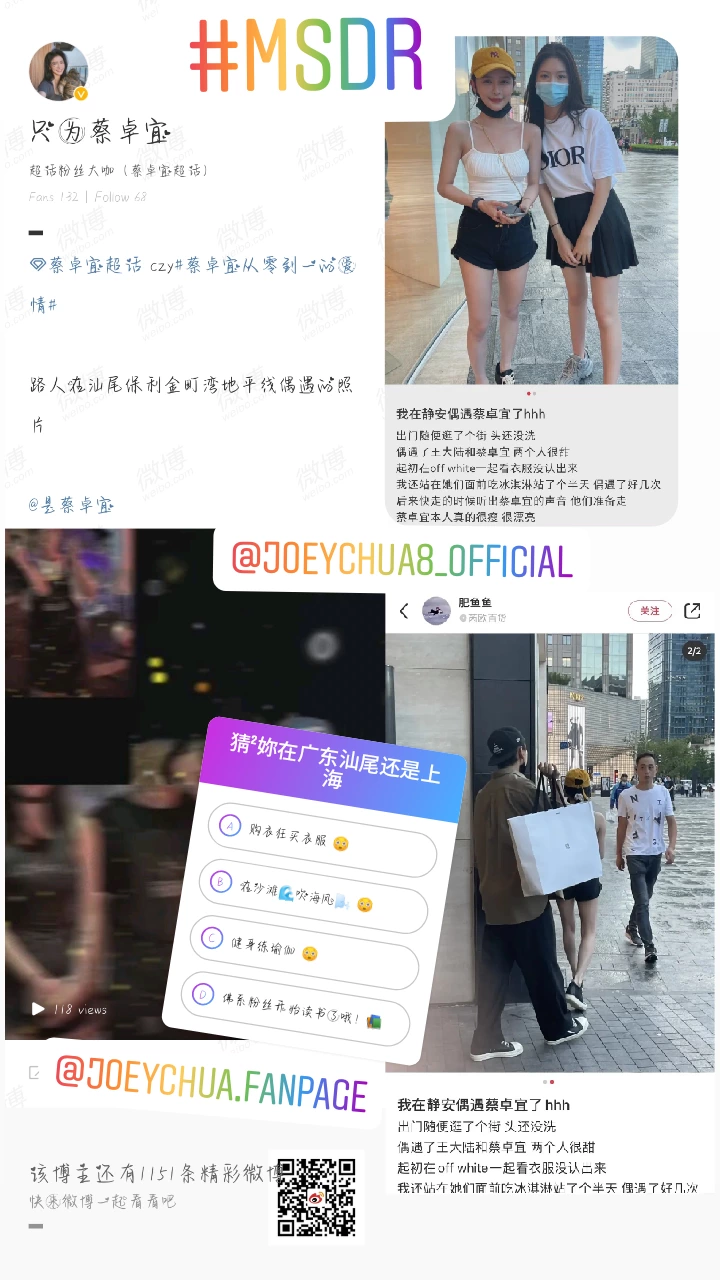 #MSDR
只为蔡卓宜
超话粉丝大咖（蔡卓宜超话）
Fans 132 | Follow 68
蔡卓宜超话 czy#蔡卓宜从零到一的爱
情#
路人在汕尾保利金町湾地平线偶遇的照
片
@是蔡卓宜
DIOR
我在静安偶遇蔡卓宜了hhh
出门随便逛了个街 头还没洗
偶遇了王大陆和蔡卓宜 两个人很甜
起初在off white一起看衣服没认出来
我还站在她们面前吃冰淇淋站了个半天 偶遇了好几次
后来快走的时候听出蔡卓宜的声音 他们准备走
蔡卓宜本人真的很瘦 很漂亮
@JOEYCHUA8_OFFICIAL
肥鱼鱼
关注
2/2
猜²妳在广东汕尾还是上
海
A 购衣狂买衣服 😳
B 在沙滩🌊吹海风🌬️ 😳
C 健身练瑜伽 😳
D 佛系粉丝乖怡读书③哦！📚
118 views
@JOEYCHUA.FANPAGE
我在静安偶遇蔡卓宜了hhh
出门随便逛了个街 头还没洗
偶遇了王大陆和蔡卓宜 两个人很甜
起初在off white一起看衣服没认出来
我还站在她们面前吃冰淇淋站了个半天 偶遇了好几次
该博主还有1151条精彩微博
快来微博一起看看吧